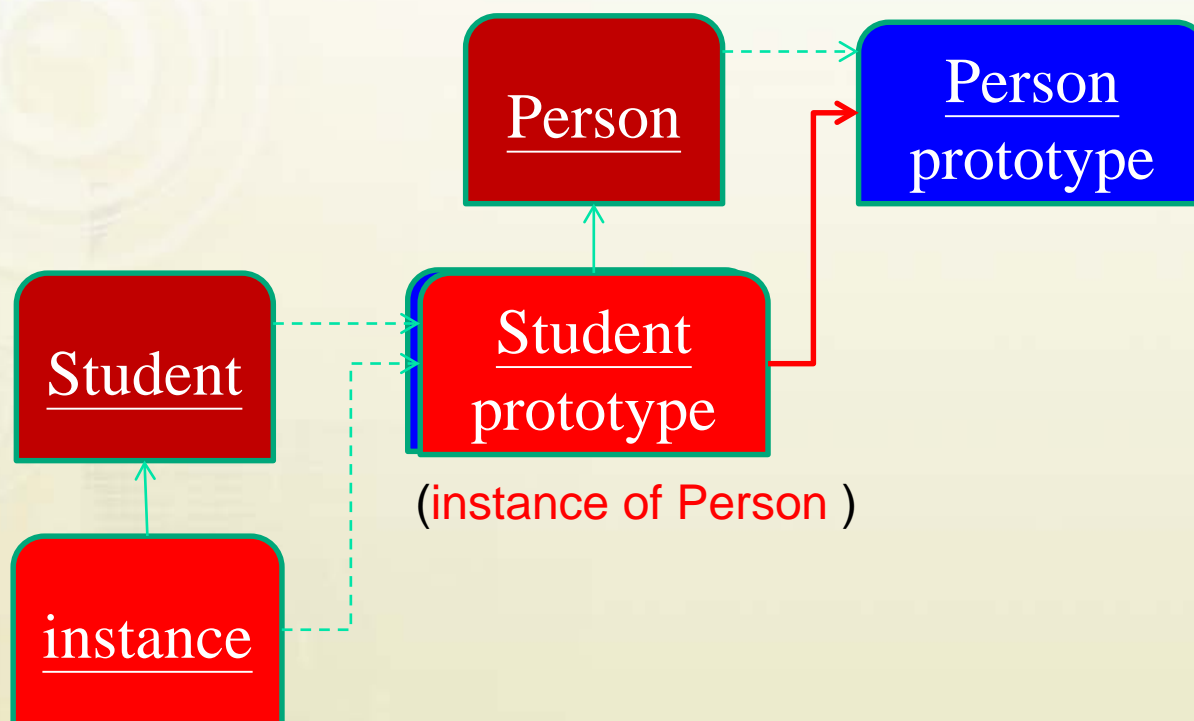 Person
Person
prototype
Student
Student
prototype
(instance of Person )
instance